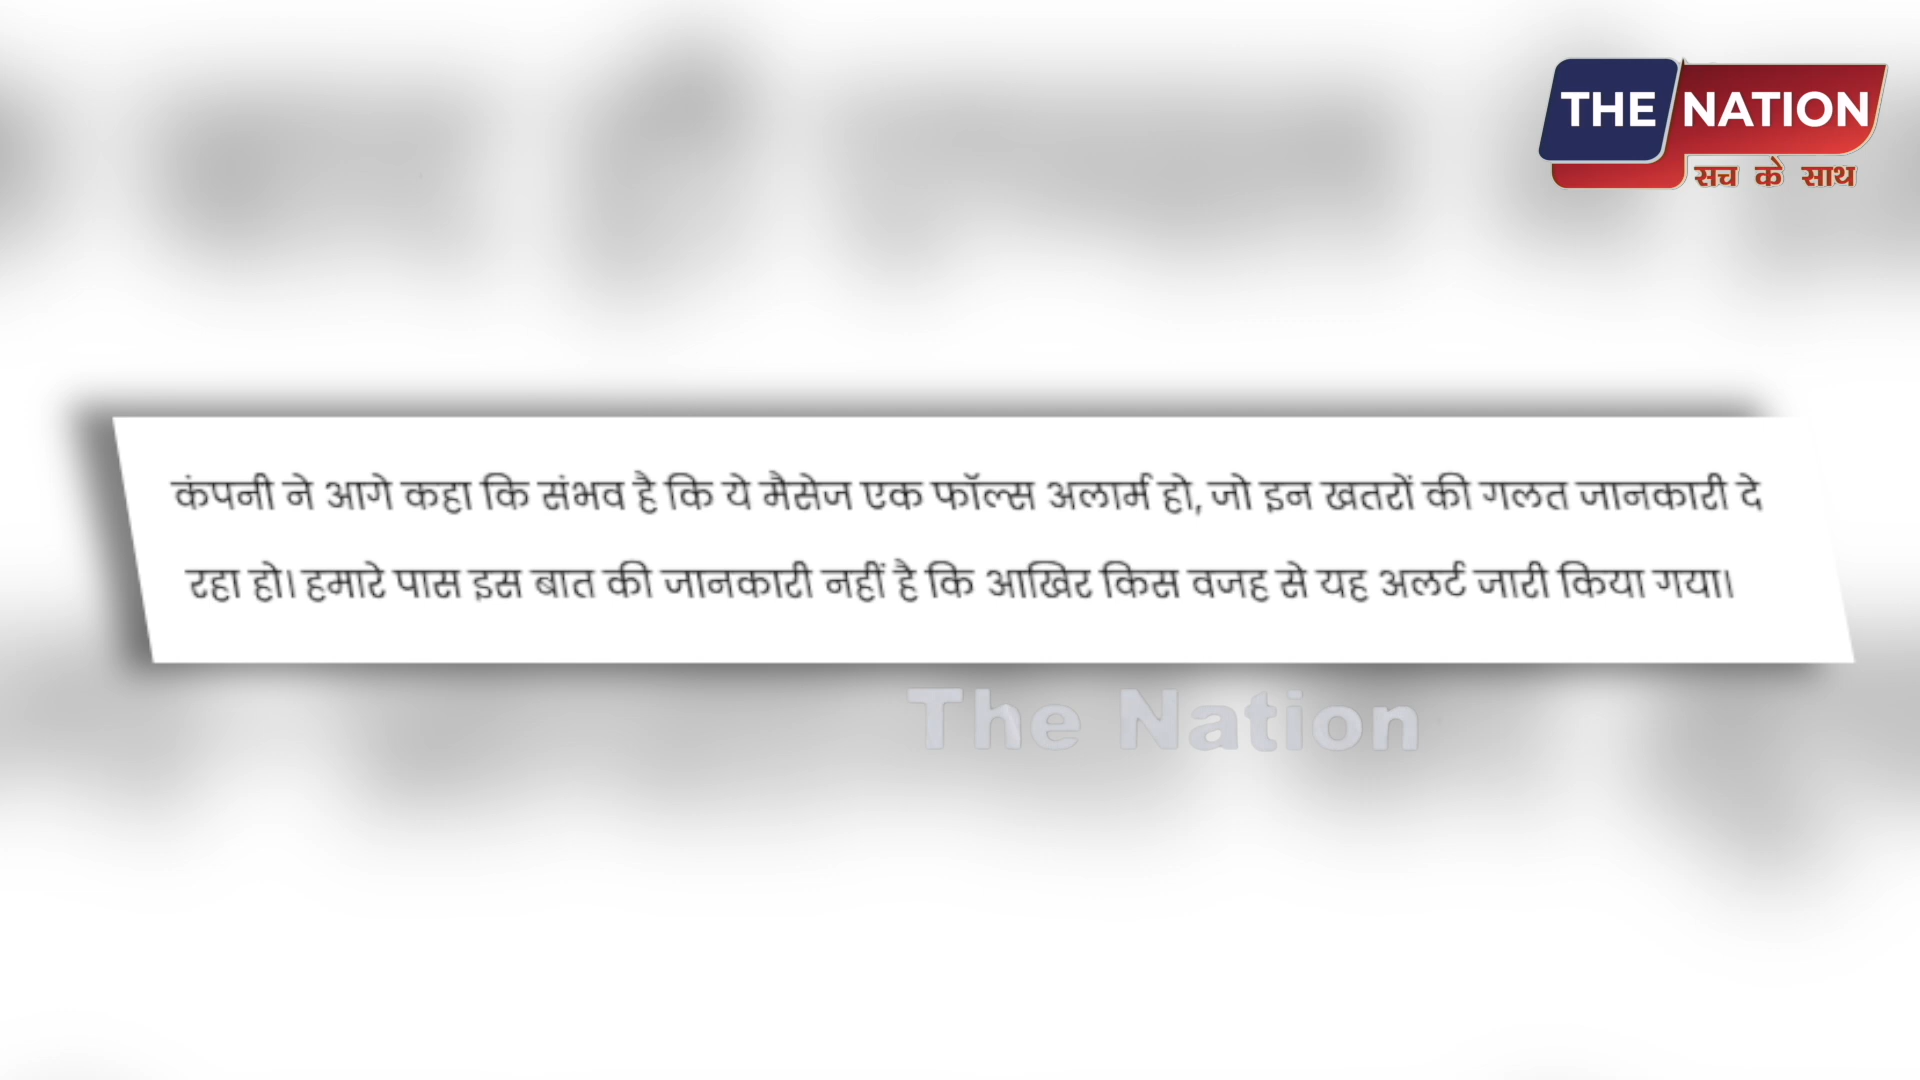 THE NATION
सच के साथ
कंपनी ने आगे कहा कि संभव है कि ये मैसेज एक फॉल्स अलार्म हो, जो इन खतरों की गलत जानकारी दे
रहा हो। हमारे पास इस बात की जानकारी नहीं है कि आखिर किस वजह से यह अलर्ट जारी किया गया।
The Nation